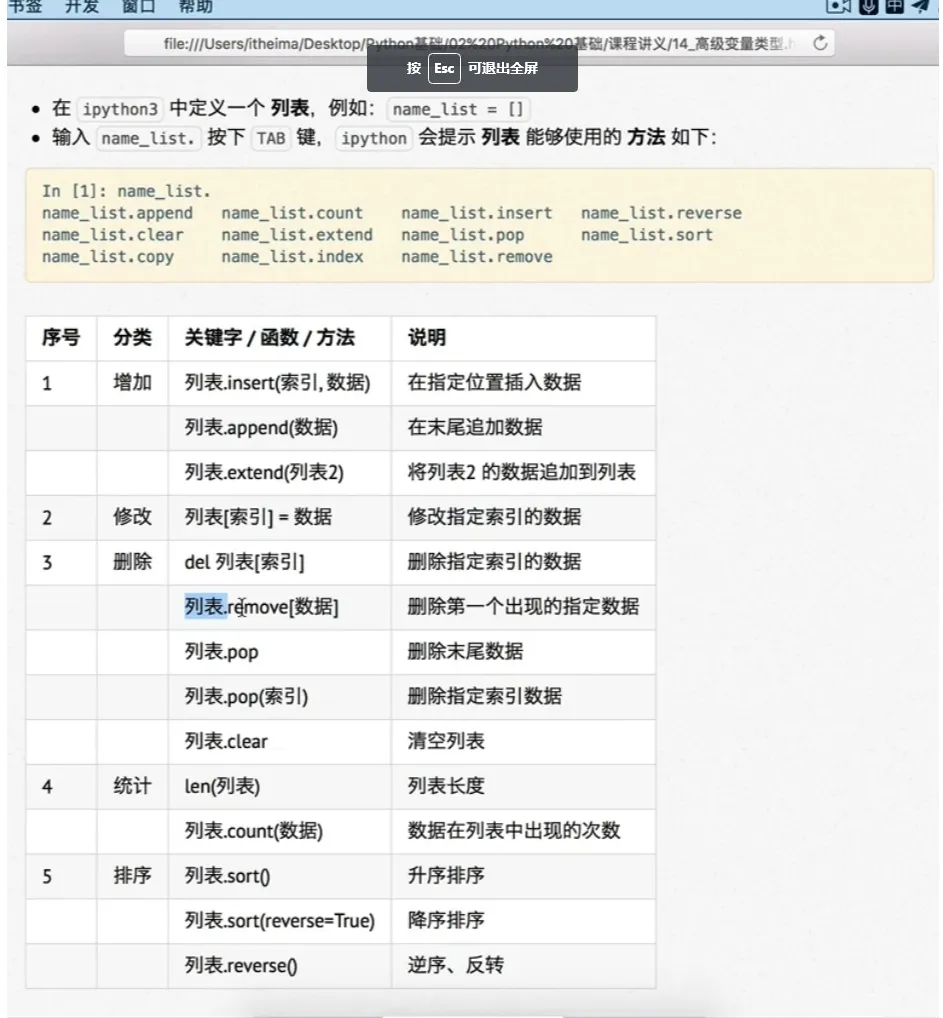 书签 开发 窗口 帮助
中
file:///Users/itheima/Desktop/Python基础/02%20Python%20基础/课程讲义/14_高级变量类型.h
按 Esc 可退出全屏
• 在 ipython3 中定义一个 列表，例如： name_list = []
• 输入 name_list. 按下 TAB 键， ipython 会提示 列表 能够使用的 方法 如下：
In [1]: name_list.
name_list.append name_list.count name_list.insert name_list.reverse
name_list.clear name_list.extend name_list.pop name_list.sort
name_list.copy name_list.index name_list.remove
序号 分类 关键字 / 函数 / 方法 说明
1 增加 列表.insert(索引, 数据) 在指定位置插入数据
列表.append(数据) 在末尾追加数据
列表.extend(列表2) 将列表2 的数据追加到列表
2 修改 列表[索引] = 数据 修改指定索引的数据
3 删除 del 列表[索引] 删除指定索引的数据
列表.remove[数据] 删除第一个出现的指定数据
列表.pop 删除末尾数据
列表.pop(索引) 删除指定索引数据
列表.clear 清空列表
4 统计 len(列表) 列表长度
列表.count(数据) 数据在列表中出现的次数
5 排序 列表.sort() 升序排序
列表.sort(reverse=True) 降序排序
列表.reverse() 逆序、反转